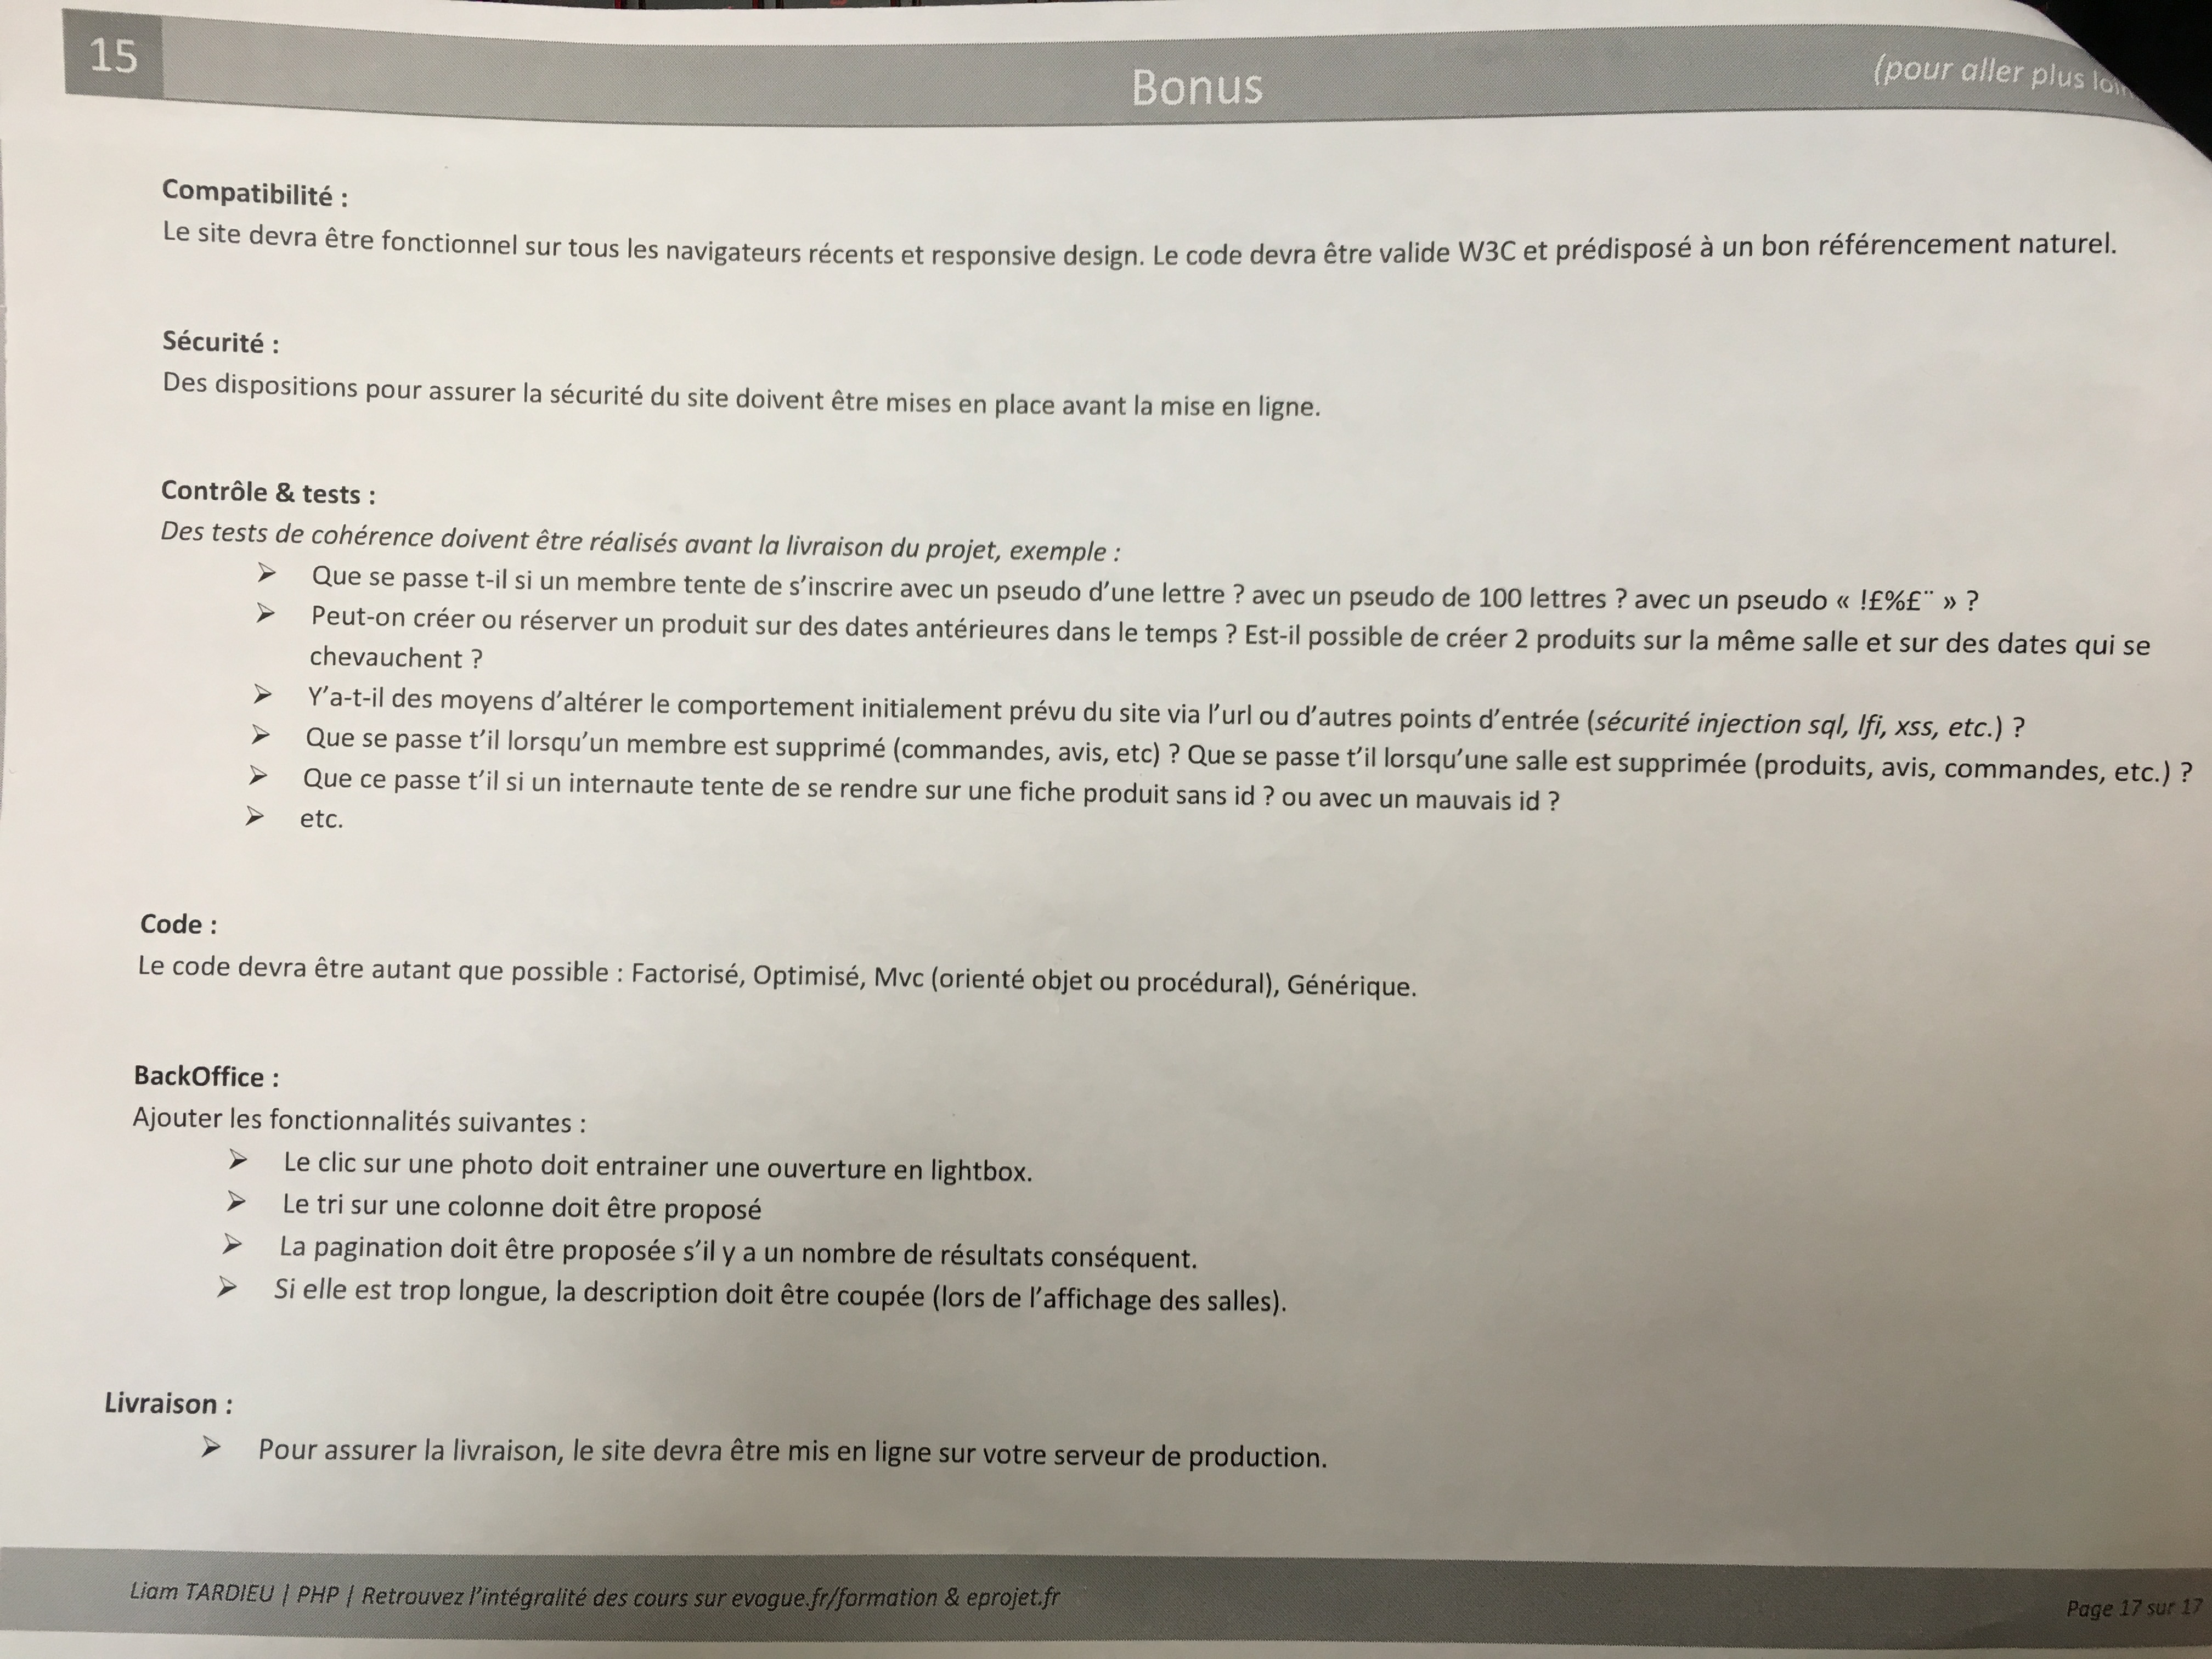 15
Bonus
(pour aller plus
Compatibilité :
Le site devra être fonctionnel sur tous les navigateurs récents et responsive design. Le code devra être valide W3C et prédisposé à un bon référencement naturel.
Sécurité :
Des dispositions pour assurer la sécurité du site doivent être mises en place avant la mise en ligne.
Contrôle & tests :
Des tests de cohérence doivent être réalisés avant la livraison du projet, exemple :
➢ Que se passe t-il si un membre tente de s'inscrire avec un pseudo d'une lettre ? avec un pseudo de 100 lettres ? avec un pseudo « !£%£¨ » ?
➢ Peut-on créer ou réserver un produit sur des dates antérieures dans le temps ? Est-il possible de créer 2 produits sur la même salle et sur des dates qui se
chevauchent ?
➢ Y'a-t-il des moyens d'altérer le comportement initialement prévu du site via l'url ou d'autres points d'entrée (sécurité injection sql, lfi, xss, etc.) ?
➢ Que se passe t'il lorsqu'un membre est supprimé (commandes, avis, etc) ? Que se passe t'il lorsqu'une salle est supprimée (produits, avis, commandes, etc.) ?
➢ Que ce passe t'il si un internaute tente de se rendre sur une fiche produit sans id ? ou avec un mauvais id ?
➢ etc.
Code :
Le code devra être autant que possible : Factorisé, Optimisé, Mvc (orienté objet ou procédural), Générique.
BackOffice :
Ajouter les fonctionnalités suivantes :
➢ Le clic sur une photo doit entrainer une ouverture en lightbox.
➢ Le tri sur une colonne doit être proposé
➢ La pagination doit être proposée s'il y a un nombre de résultats conséquent.
➢ Si elle est trop longue, la description doit être coupée (lors de l'affichage des salles).
Livraison :
➢ Pour assurer la livraison, le site devra être mis en ligne sur votre serveur de production.
Liam TARDIEU | PHP | Retrouvez l'intégralité des cours sur evogue.fr/formation & eprojet.fr
Page 17 sur 17